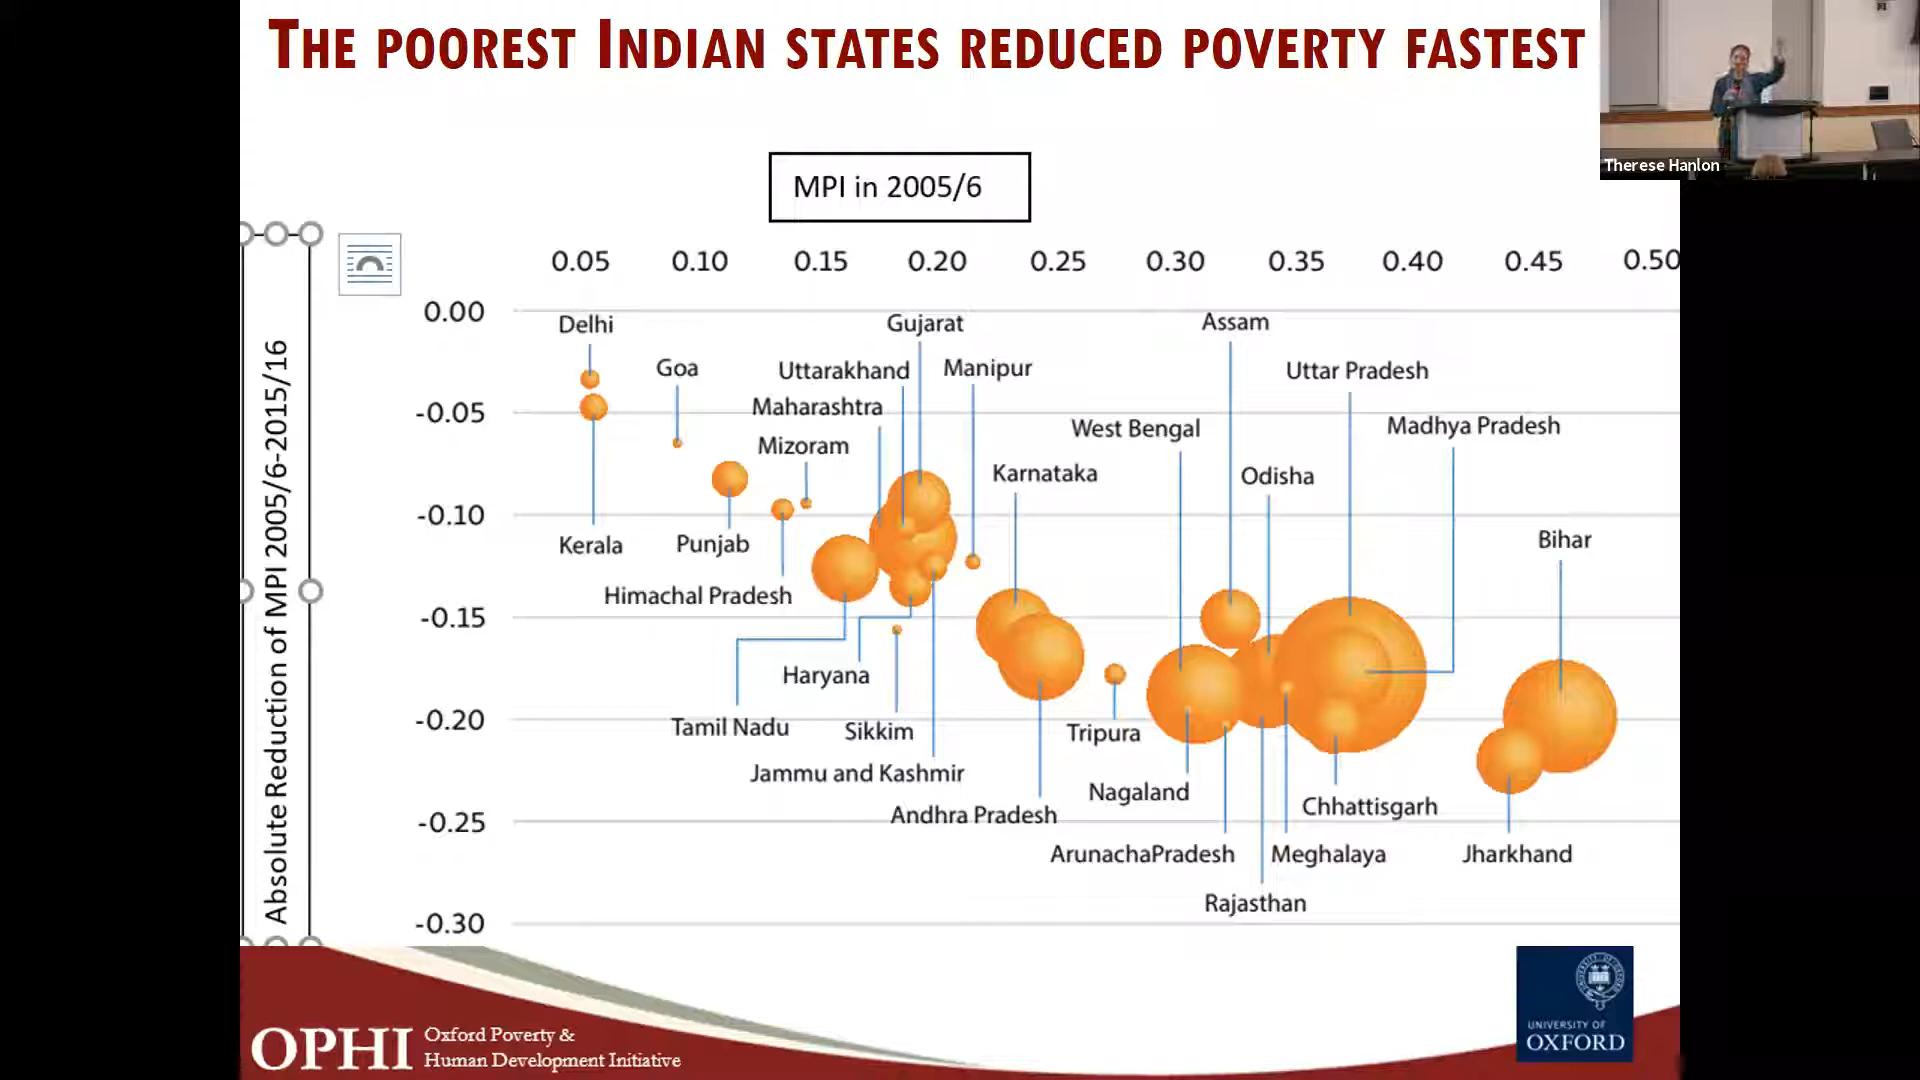 THE POOREST INDIAN STATES REDUCED POVERTY FASTEST
Therese Hanlon
MPI in 2005/6
0.05 0.10 0.15 0.20 0.25 0.30 0.35 0.40 0.45 0.50
Absolute Reduction of MPI 2005/6-2015/16
0.00
-0.05
-0.10
-0.15
-0.20
-0.25
-0.30
Delhi
Gujarat
Assam
Goa
Uttarakhand
Manipur
Uttar Pradesh
Maharashtra
West Bengal
Madhya Pradesh
Mizoram
Karnataka
Odisha
Kerala
Punjab
Bihar
Himachal Pradesh
Haryana
Tamil Nadu
Sikkim
Tripura
Jammu and Kashmir
Nagaland
Andhra Pradesh
Chhattisgarh
ArunachaPradesh
Meghalaya
Jharkhand
Rajasthan
OPHI
Oxford Poverty &
Human Development Initiative
UNIVERSITY OF
OXFORD